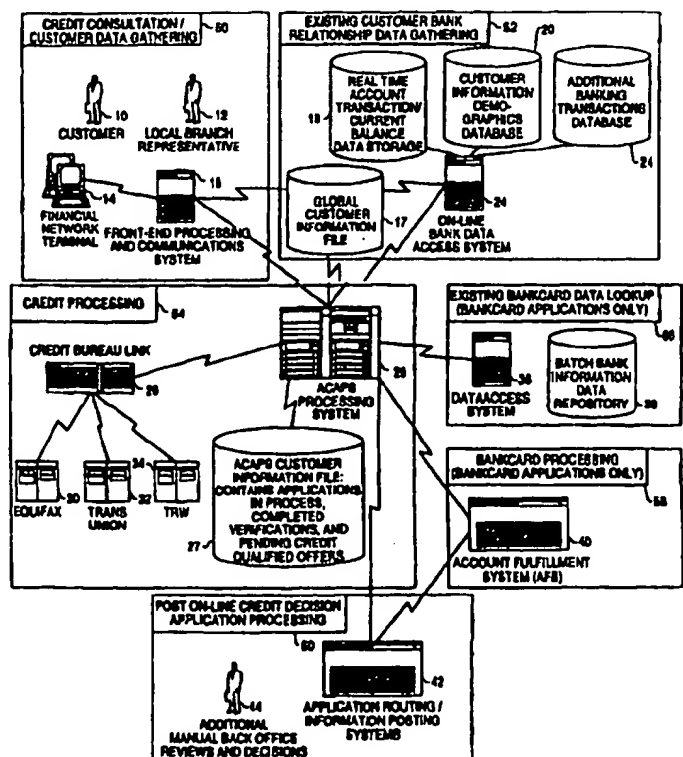 CREDIT CONSULTATION /
CUSTOMER DATA GATHERING
50
10
CUSTOMER
12
LOCAL BRANCH
REPRESENTATIVE
14
FINANCIAL
NETWORK
TERMINAL
FRONT-END PROCESSING
AND COMMUNICATIONS
SYSTEM
EXISTING CUSTOMER BANK
RELATIONSHIP DATA GATHERING
52
20
REAL TIME
ACCOUNT
TRANSACTION/
CURRENT
BALANCE
DATA STORAGE
CUSTOMER
INFORMATION
DEMO-
GRAPHICS
DATABASE
ADDITIONAL
BANKING
TRANSACTIONS
DATABASE
24
GLOBAL
CUSTOMER
INFORMATION
FILE
17
24
ON-LINE
BANK DATA
ACCESS SYSTEM
CREDIT PROCESSING
54
CREDIT BUREAU LINK
ACAPS
PROCESSING
SYSTEM
30
EQUIFAX
32
TRANS
UNION
34
TRW
ACAPS CUSTOMER
INFORMATION FILE:
CONTAINS APPLICATIONS
IN PROCESS,
COMPLETED
VERIFICATIONS, AND
PENDING CREDIT
QUALIFIED OFFERS
27
EXISTING BANKCARD DATA LOOKUP
(BANKCARD APPLICATIONS ONLY)
DATA ACCESS
SYSTEM
BATCH BANK
INFORMATION
DATA
REPOSITORY
BANKCARD PROCESSING
(BANKCARD APPLICATIONS ONLY)
40
ACCOUNT FULFILLMENT
SYSTEM (AFS)
POST ON-LINE CREDIT DECISION
APPLICATION PROCESSING
44
ADDITIONAL
MANUAL BACK OFFICE
REVIEWS AND DECISIONS
42
APPLICATION ROUTING /
INFORMATION POSTING
SYSTEMS